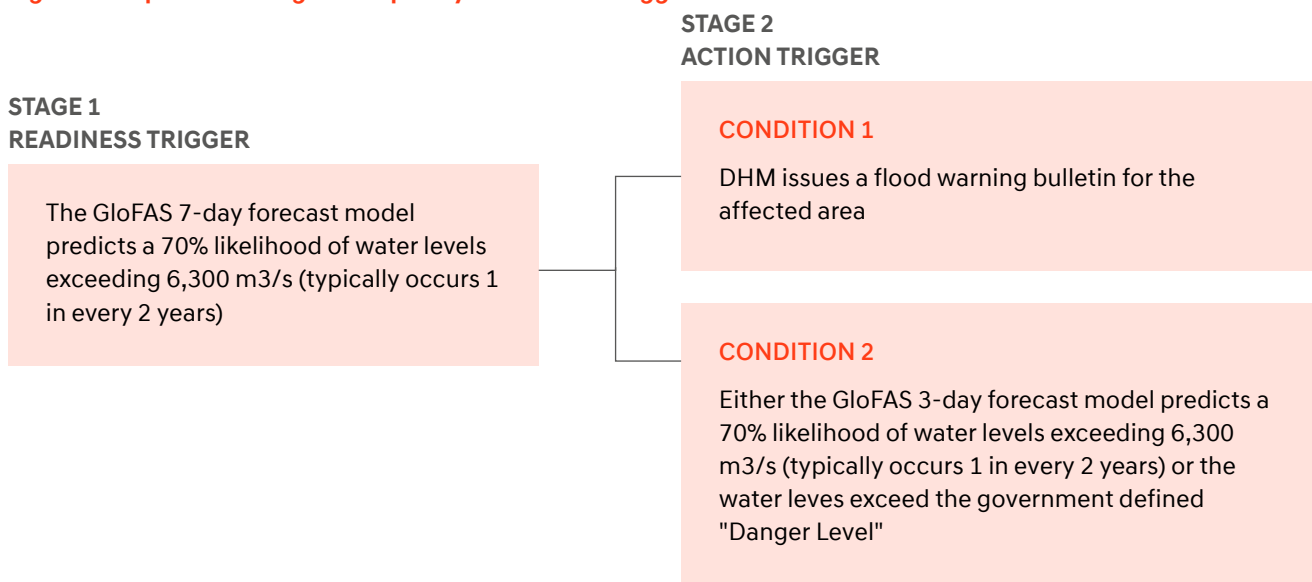 STAGE 1
READINESS TRIGGER
The GloFAS 7-day forecast model
predicts a 70% likelihood of water levels
exceeding 6,300 m3/s (typically occurs 1
in every 2 years)
STAGE 2
ACTION TRIGGER
CONDITION 1
DHM issues a flood warning bulletin for the
affected area
CONDITION 2
Either the GloFAS 3-day forecast model predicts a
70% likelihood of water levels exceeding 6,300
m3/s (typically occurs 1 in every 2 years) or the
water leves exceed the government defined
"Danger Level"